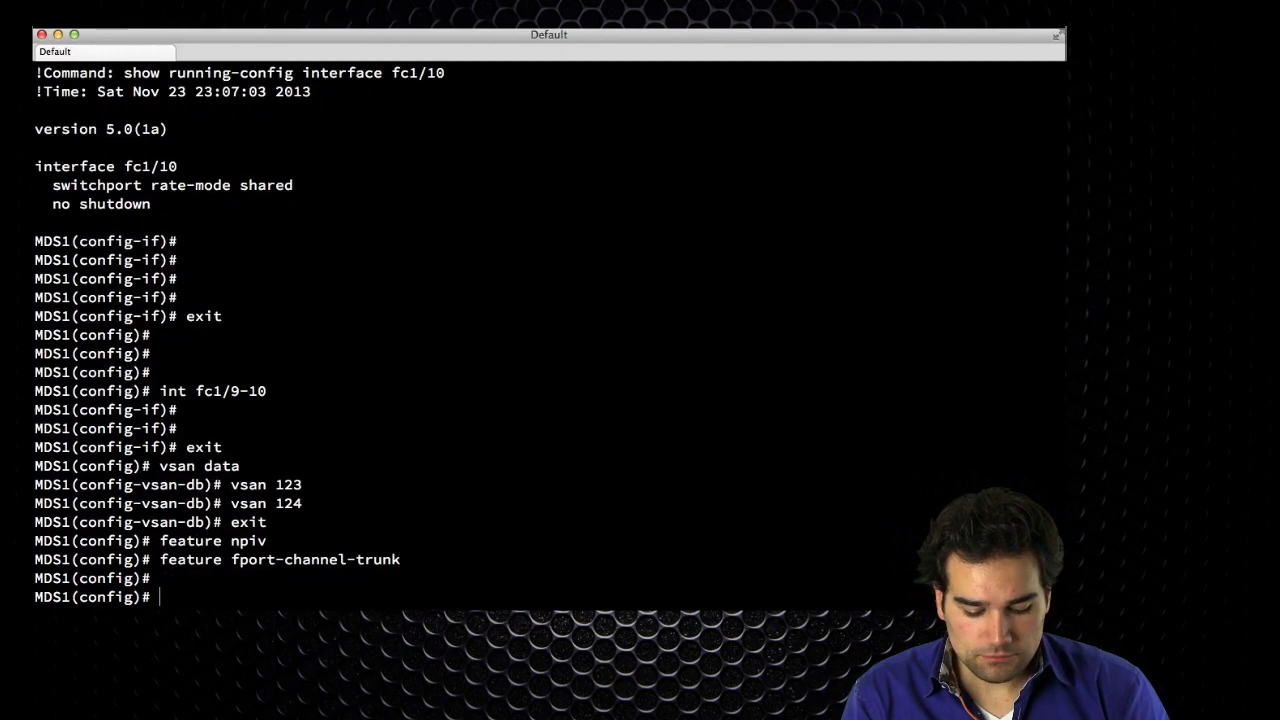 Default
Default
!Command: show running-config interface fc1/10
!Time: Sat Nov 23 23:07:03 2013
version 5.0(1a)
interface fc1/10
switchport rate-mode shared
no shutdown
MDS1(config-if)#
MDS1(config-if)#
MDS1(config-if)#
MDS1(config-if)#
MDS1(config-if)# exit
MDS1(config)#
MDS1(config)#
MDS1(config)#
MDS1(config)# int fc1/9-10
MDS1(config-if)#
MDS1(config-if)#
MDS1(config-if)# exit
MDS1(config)# vsan data
MDS1(config-vsan-db)# vsan 123
MDS1(config-vsan-db)# vsan 124
MDS1(config-vsan-db)# exit
MDS1(config)# feature npiv
MDS1(config)# feature fport-channel-trunk
MDS1(config)#
MDS1(config)#